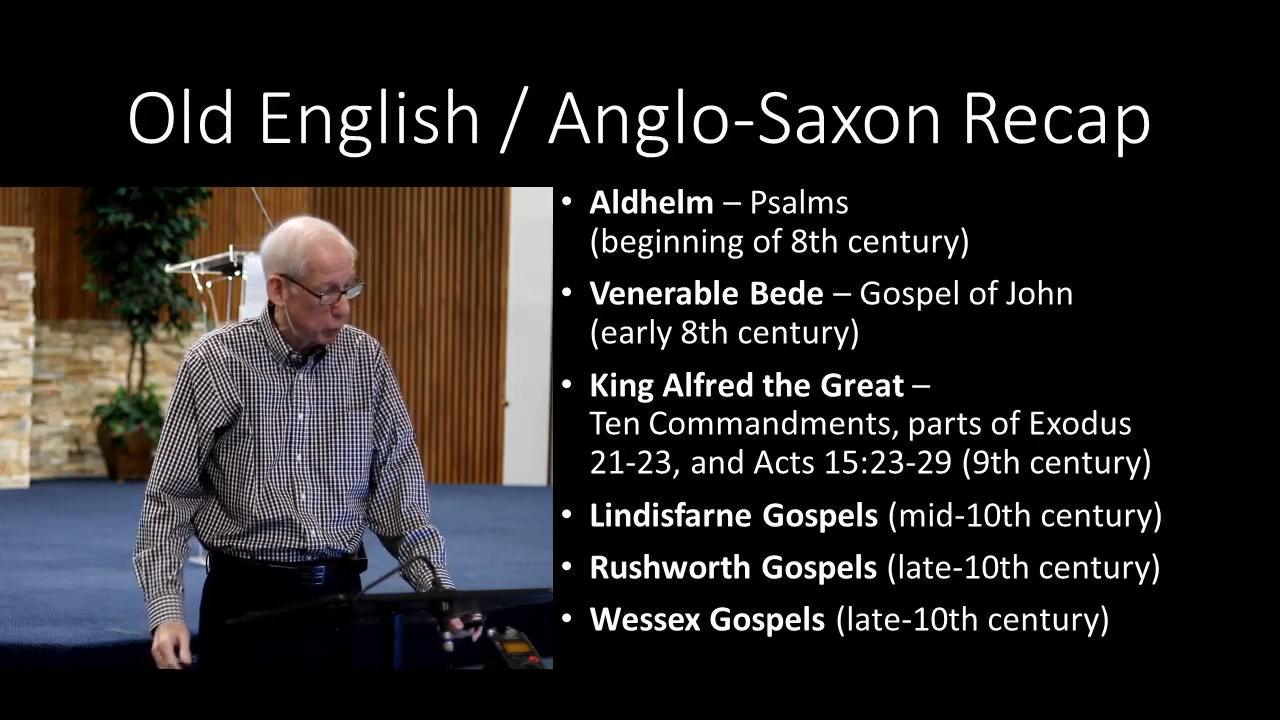 Old English / Anglo-Saxon Recap
• Aldhelm – Psalms
(beginning of 8th century)
• Venerable Bede – Gospel of John
(early 8th century)
• King Alfred the Great –
Ten Commandments, parts of Exodus
21-23, and Acts 15:23-29 (9th century)
• Lindisfarne Gospels (mid-10th century)
• Rushworth Gospels (late-10th century)
• Wessex Gospels (late-10th century)